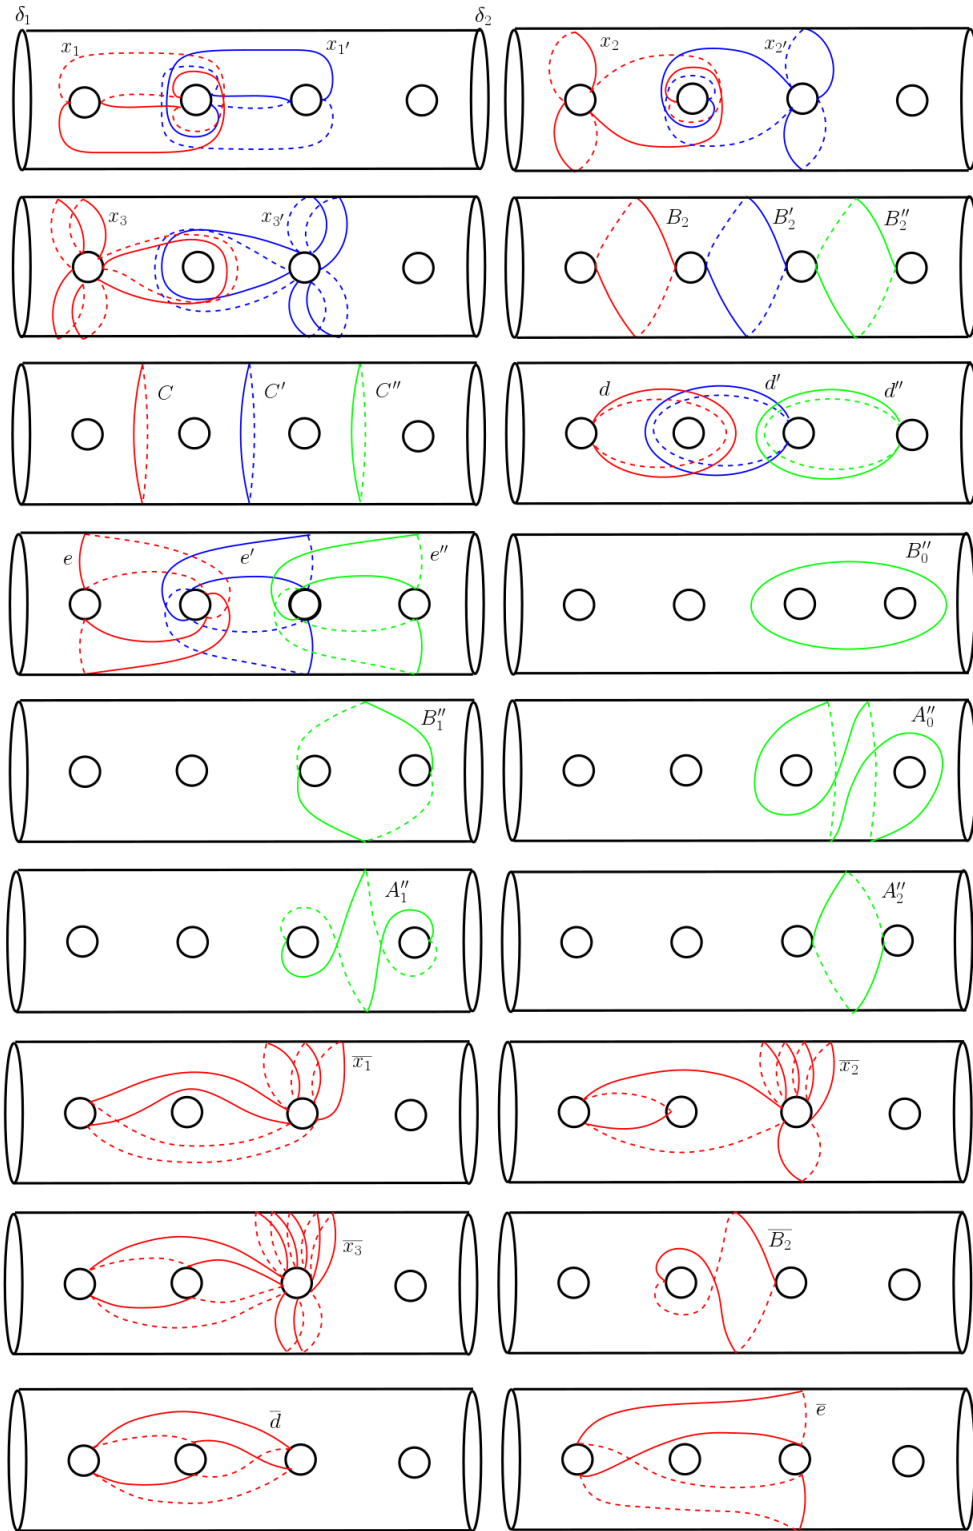 δ₁ δ₂
x₁ x₁′ x₂ x₂′
x₃ x₃′ B₂ B₂′ B₂″
C C′ C″ d d′ d″
e e′ e″ B₀″
B₁″ A₀″
A₁″ A₂″
x̅₁ x̅₂
x̅₃ B̅₂
d̅ e̅